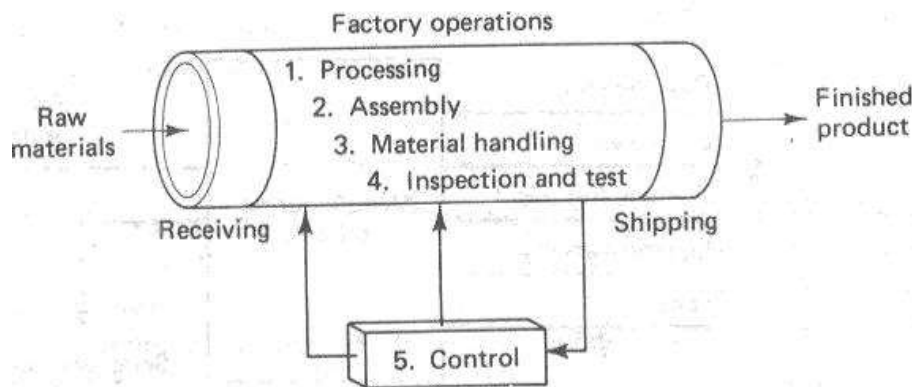 Factory operations
1. Processing
2. Assembly
3. Material handling
4. Inspection and test
Raw
materials
Finished
product
Receiving
Shipping
5. Control